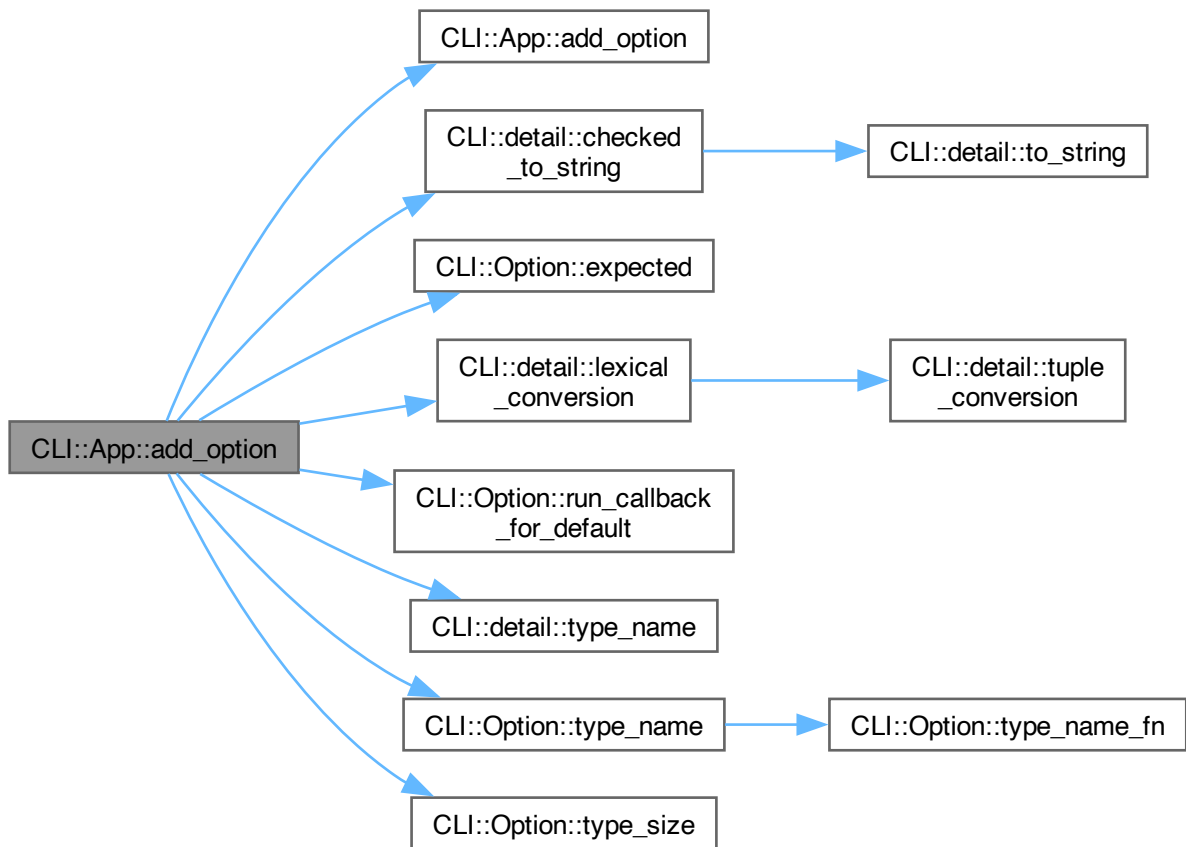 CLI::App::add_option
CLI::detail::checked
_to_string
CLI::detail::to_string
CLI::Option::expected
CLI::detail::lexical
_conversion
CLI::detail::tuple
_conversion
CLI::App::add_option
CLI::Option::run_callback
_for_default
CLI::detail::type_name
CLI::Option::type_name
CLI::Option::type_name_fn
CLI::Option::type_size